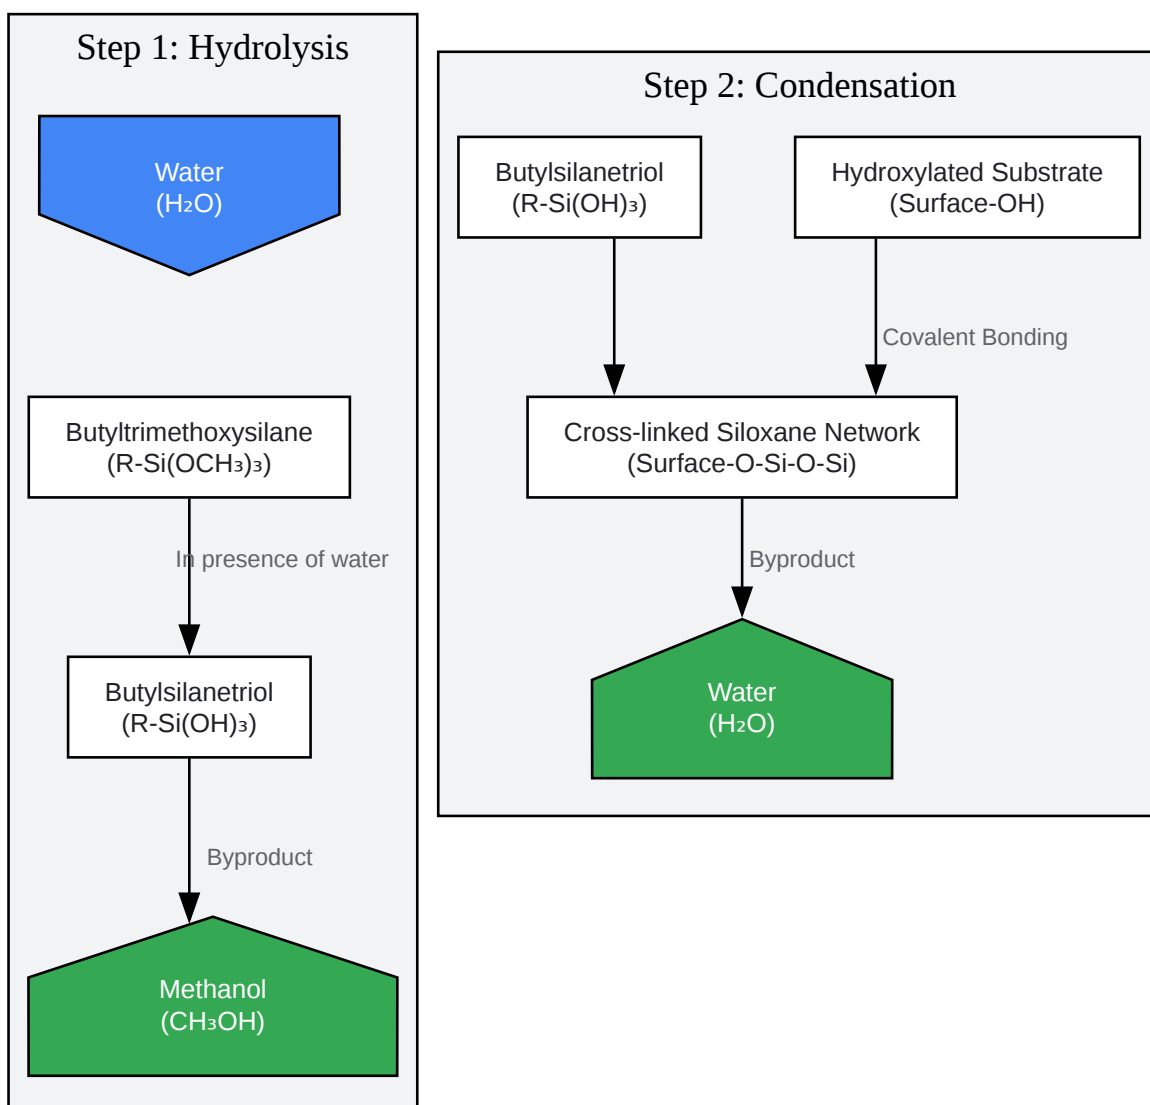 Step 1: Hydrolysis
Water
(H₂O)
Butyltrimethoxysilane
(R-Si(OCH₃)₃)
In presence of water
Butylsilanetriol
(R-Si(OH)₃)
Byproduct
Methanol
(CH₃OH)
Step 2: Condensation
Butylsilanetriol
(R-Si(OH)₃)
Hydroxylated Substrate
(Surface-OH)
Covalent Bonding
Cross-linked Siloxane Network
(Surface-O-Si-O-Si)
Byproduct
Water
(H₂O)